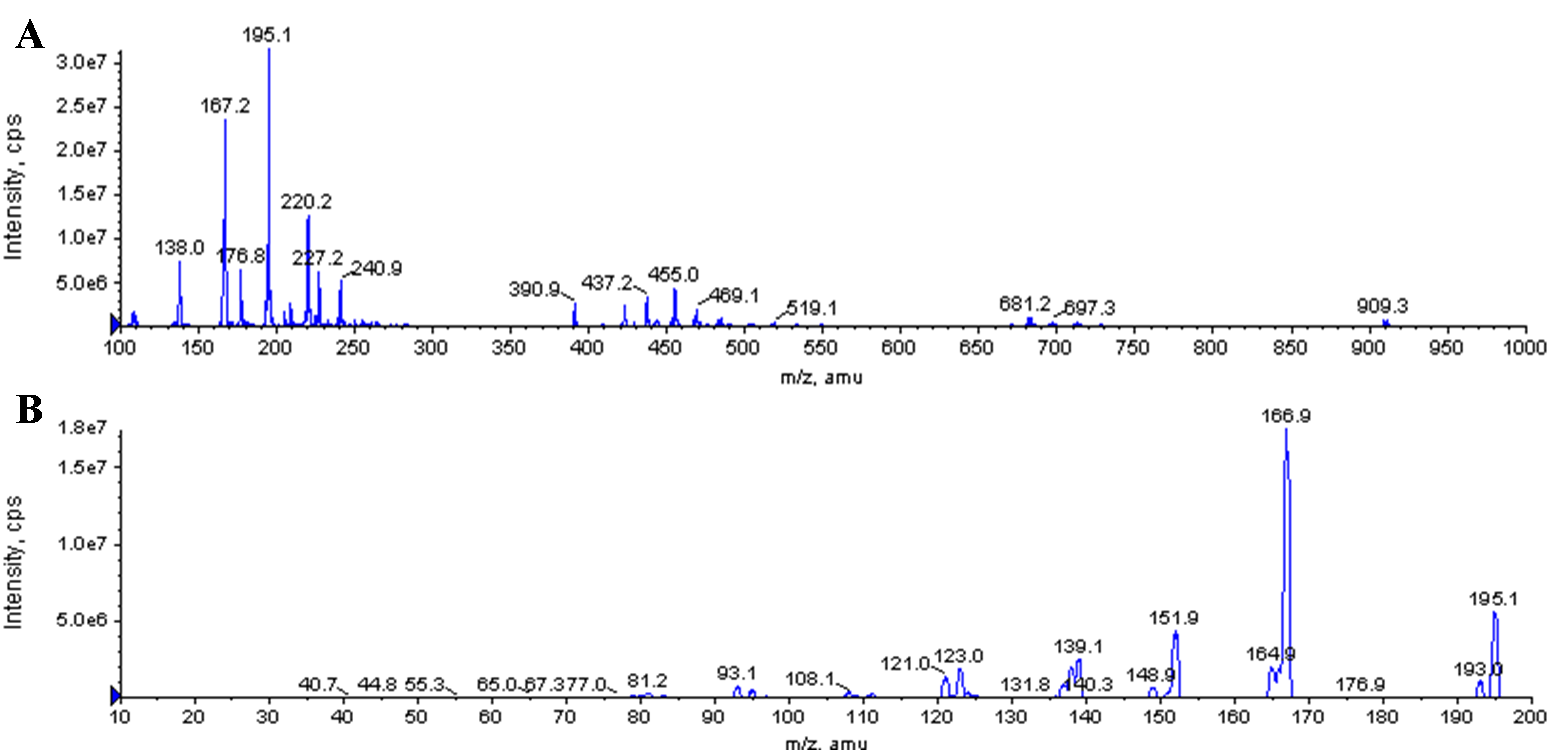 A
195.1
3.0e7
167.2
2.5e7
2.0e7
220.2
1.5e7
138.0 176.8 227.2 240.9
1.0e7
390.9 437.2 455.0 469.1 519.1 681.2 697.3 909.3
5.0e6
Intensity, cps
100 150 200 250 300 350 400 450 500 550 600 650 700 750 800 850 900 950 1000
m/z, amu
B
166.9
1.8e7
1.5e7
1.0e7
5.0e6
151.9 195.1
121.0 123.0 139.1 164.9
40.7 44.8 55.3 65.0 67.3 77.0 81.2 93.1 108.1 131.8 140.3 148.9 176.9 193.0
Intensity, cps
10 20 30 40 50 60 70 80 90 100 110 120 130 140 150 160 170 180 190 200
m/z, amu